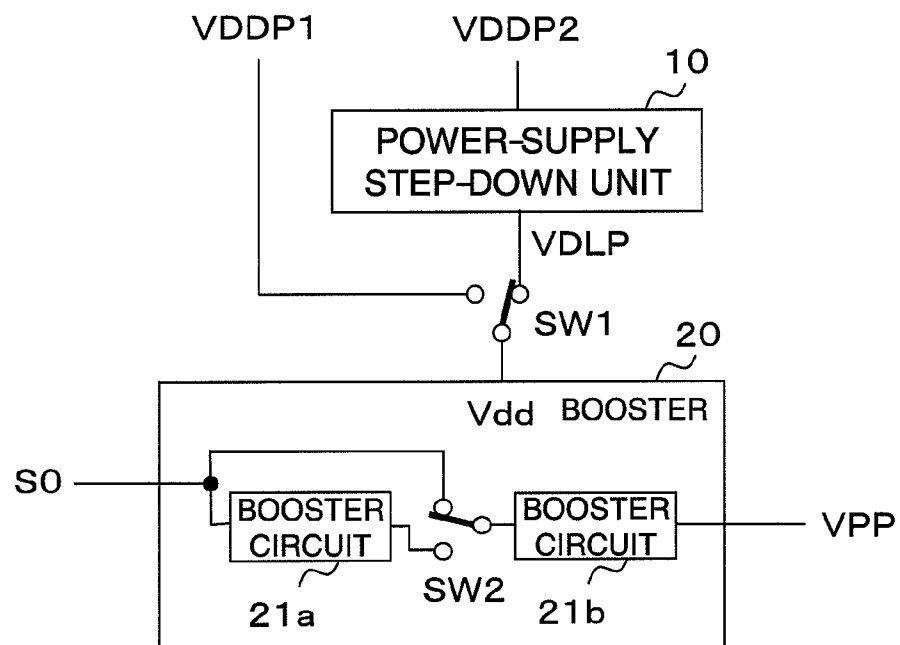 VDDP1
VDDP2
10
POWER-SUPPLY
STEP-DOWN UNIT
VDLP
SW1
20
Vdd
BOOSTER
S0
BOOSTER
CIRCUIT
BOOSTER
CIRCUIT
VPP
SW2
21a
21b